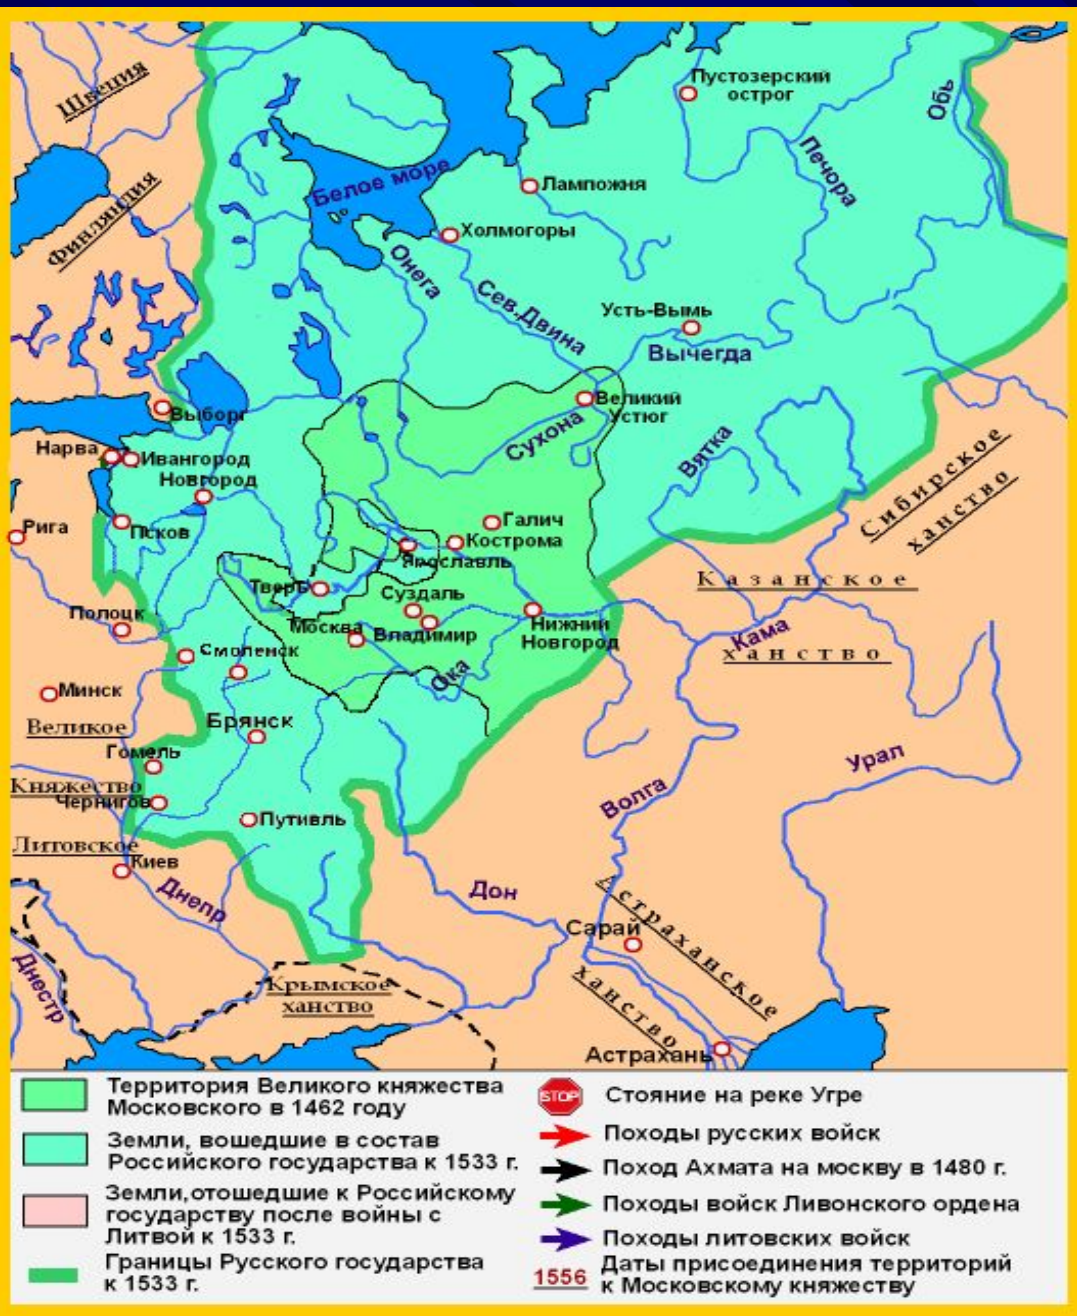 Швеция
Финляндия
Белое море
Пустозерский
острог
Обь
Печора
Лампожня
Холмогоры
Онега
Сев.Двина
Усть-Вымь
Вычегда
Великий
Устюг
Сухона
Вятка
Выборг
Нарва
Ивангород
Новгород
Псков
Рига
Галич
Кострома
Ярославль
Тверь
Суздаль
Москва
Владимир
Нижний
Новгород
Ока
Сибирское
ханство
Казанское
ханство
Кама
Полоцк
Смоленск
Минск
Великое
Княжество
Литовское
Брянск
Гомель
Чернигов
Путивль
Киев
Днепр
Днестр
Дон
Волга
Урал
Сарай
Астраханское
ханство
Астрахань
Крымское
ханство
Территория Великого княжества
Московского в 1462 году
Земли, вошедшие в состав
Российского государства к 1533 г.
Земли,отошедшие к Российскому
государству после войны с
Литвой к 1533 г.
Границы Русского государства
к 1533 г.
STOP Стояние на реке Угре
Походы русских войск
Поход Ахмата на москву в 1480 г.
Походы войск Ливонского ордена
Походы литовских войск
1556 Даты присоединения территорий
к Московскому княжеству